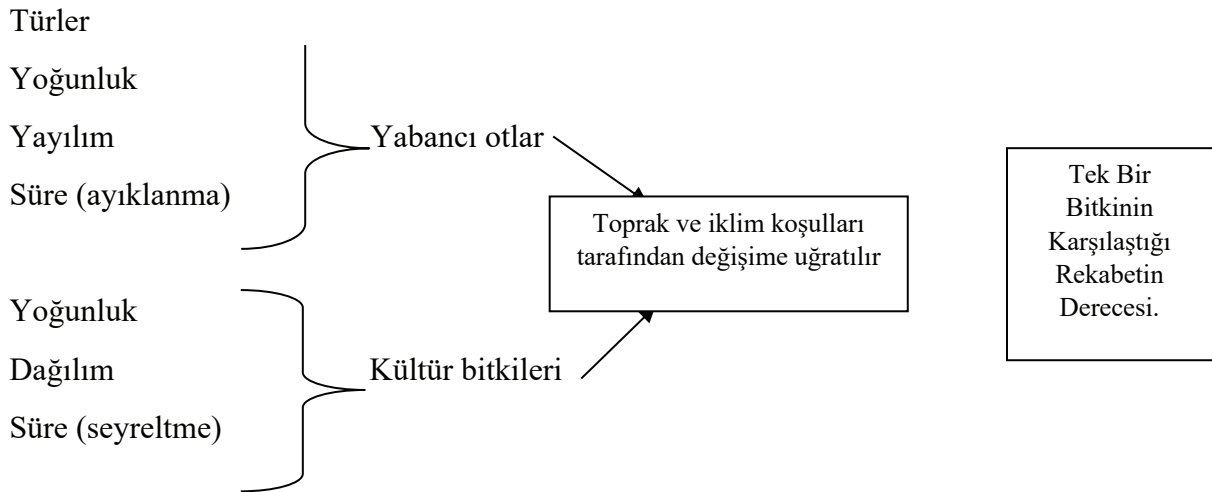 Türler
Yoğunluk
Yayılım
Süre (ayıklanma)
Yabancı otlar
Yoğunluk
Dağılım
Süre (seyreltme)
Kültür bitkileri
Toprak ve iklim koşulları
tarafından değişime uğratılır
Tek Bir
Bitkinin
Karşılaştığı
Rekabetin
Derecesi.